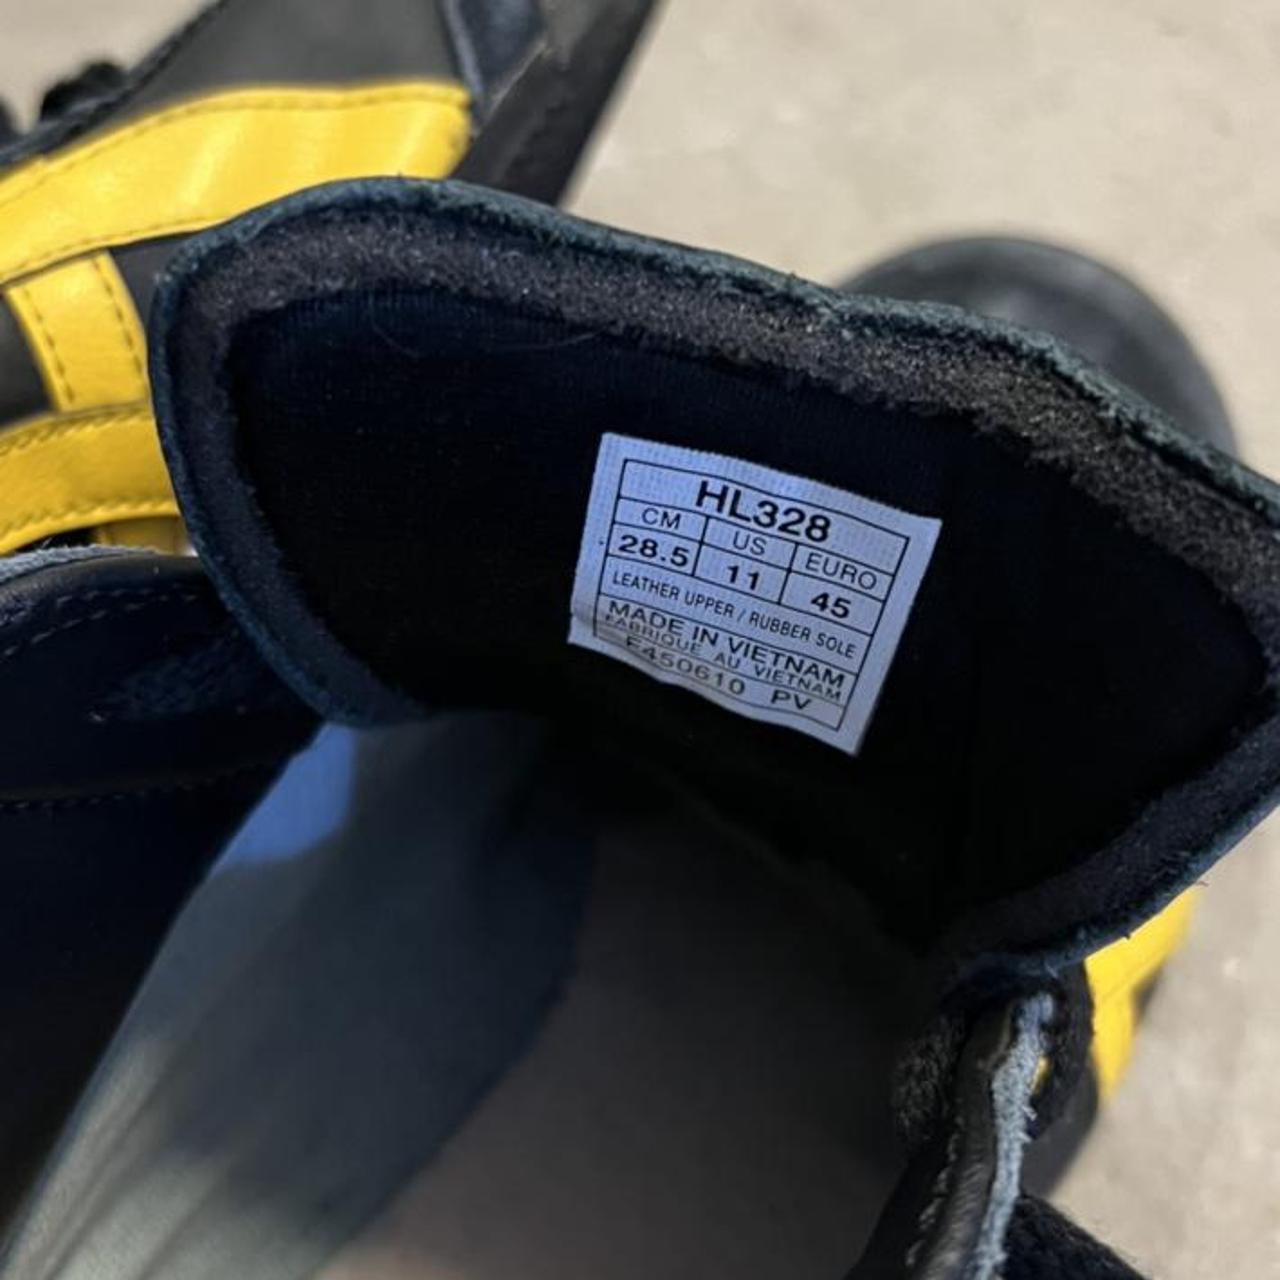 HL328
CM US EURO
28.5 11 45
LEATHER UPPER / RUBBER SOLE
MADE IN VIETNAM
FABRIQUE AU VIETNAM
E450610 PV